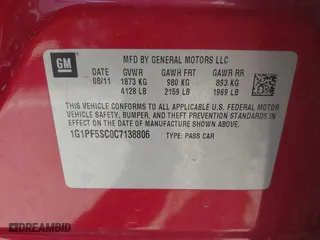 GM
MFD BY GENERAL MOTORS LLC
DATE GVWR GAWR FRT GAWR RR
08/11 1873 KG 980 KG 893 KG
4128 LB 2159 LB 1969 LB
THIS VEHICLE CONFORMS TO ALL APPLICABLE U.S. FEDERAL MOTOR
VEHICLE SAFETY, BUMPER, AND THEFT PREVENTION STANDARDS
IN EFFECT ON THE DATE OF MANUFACTURE SHOWN ABOVE.
1G1PF5SC0C7138806 TYPE: PASS CAR
DREAMBID